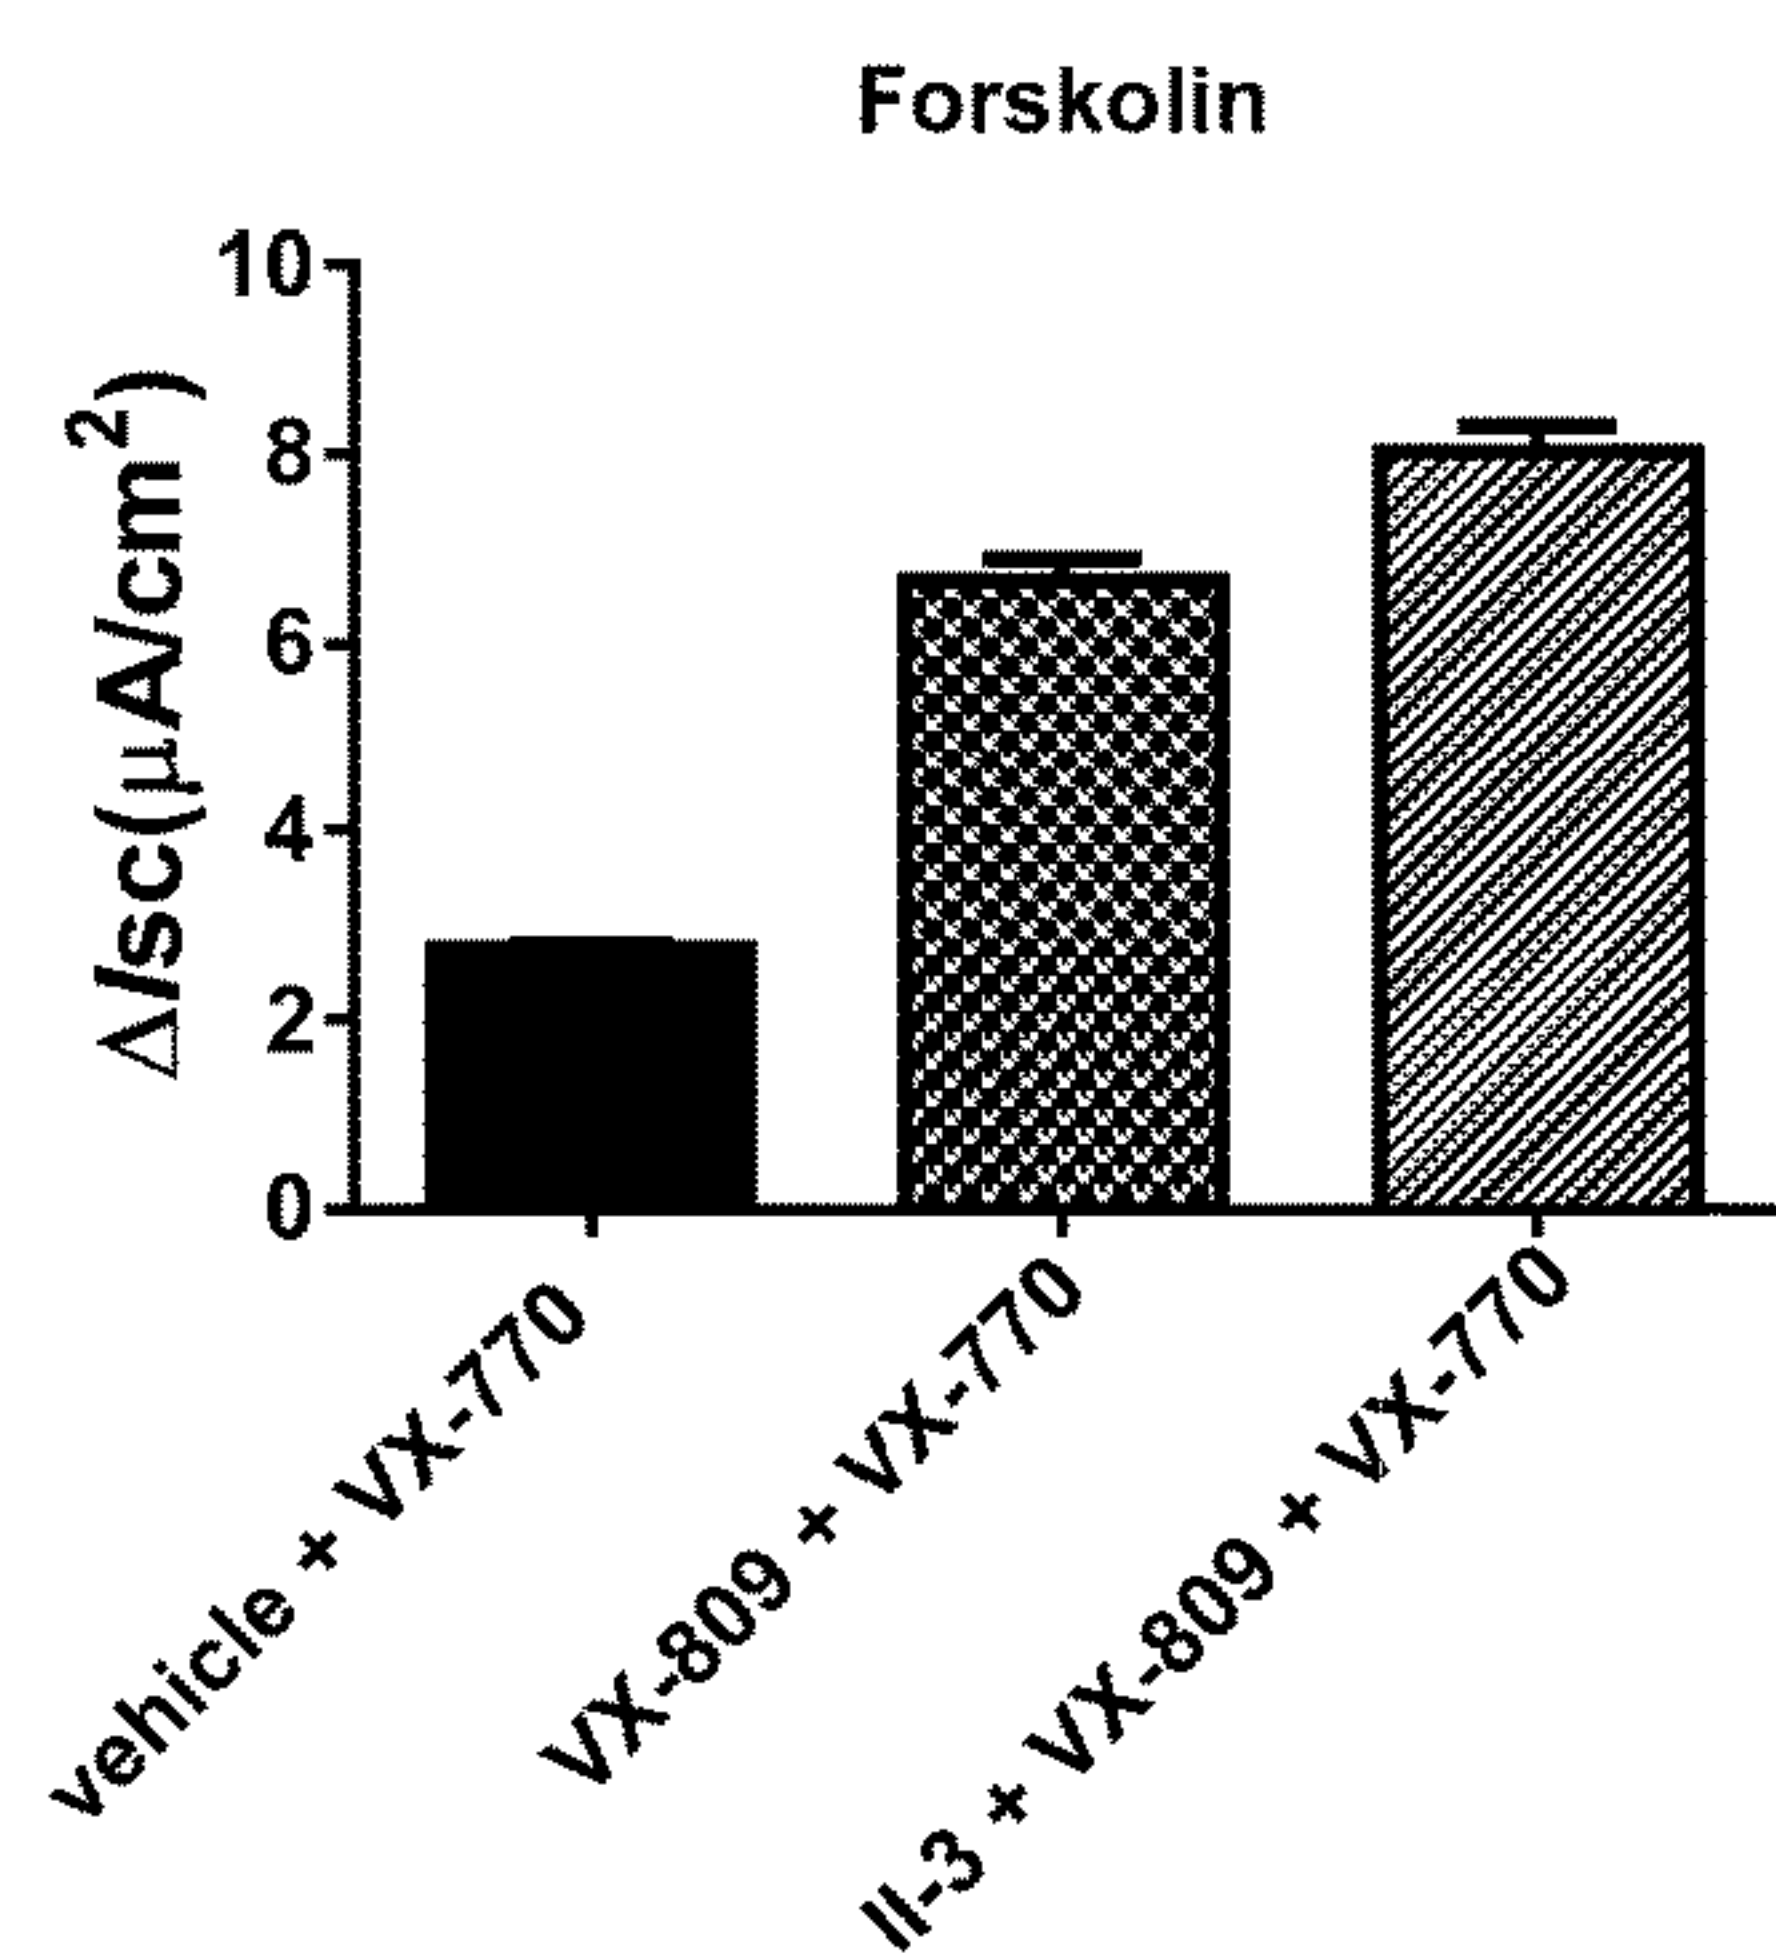 Forskolin
ΔIsc(μA/cm²)
10
8
6
4
2
0
vehicle + VX-770
VX-809 + VX-770
II-3 + VX-809 + VX-770